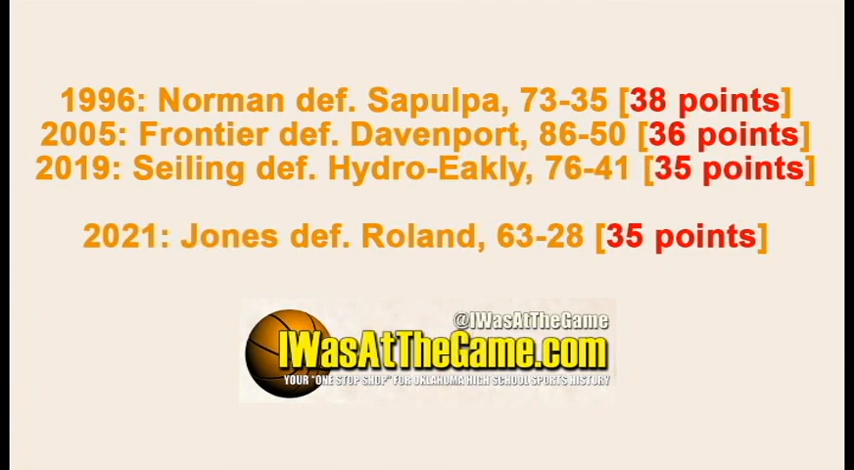 1996: Norman def. Sapulpa, 73-35 [38 points]
2005: Frontier def. Davenport, 86-50 [36 points]
2019: Seiling def. Hydro-Eakly, 76-41 [35 points]
2021: Jones def. Roland, 63-28 [35 points]
@IWasAtTheGame
IWasAtTheGame.com
YOUR "ONE STOP SHOP" FOR OKLAHOMA HIGH SCHOOL SPORTS HISTORY